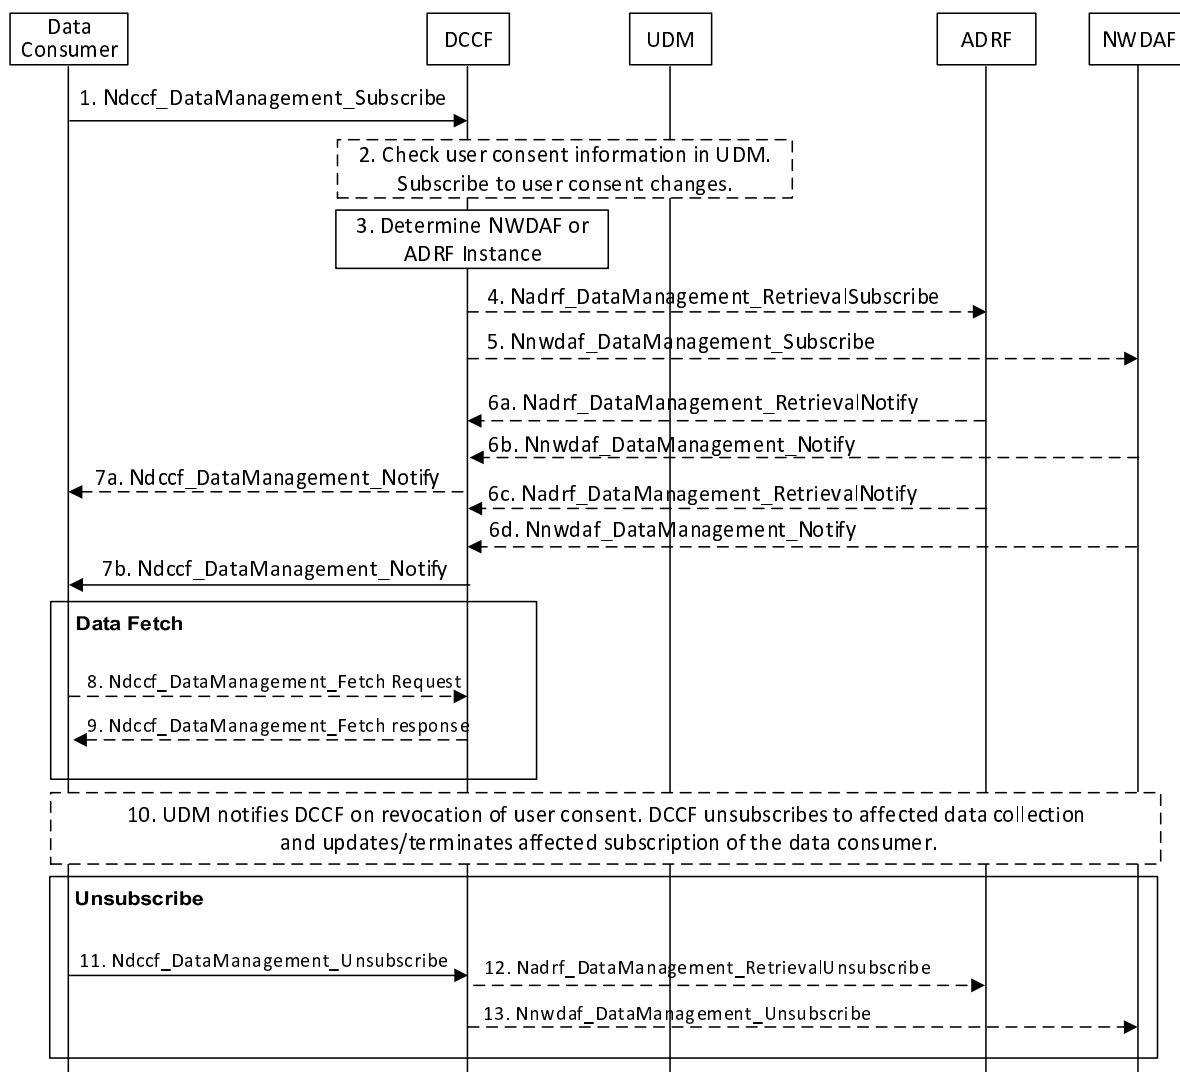 Data
Consumer
DCCF
UDM
ADRF
NWDAF
1. Ndccf_DataManagement_Subscribe
2. Check user consent information in UDM.
Subscribe to user consent changes.
3. Determine NWDAF or
ADRF Instance
4. Nadrf_DataManagement_RetrievalSubscribe
5. Nnwdaf_DataManagement_Subscribe
6a. Nadrf_DataManagement_RetrievalNotify
6b. Nnwdaf_DataManagement_Notify
7a. Ndccf_DataManagement_Notify
6c. Nadrf_DataManagement_RetrievalNotify
6d. Nnwdaf_DataManagement_Notify
7b. Ndccf_DataManagement_Notify
Data Fetch
8. Ndccf_DataManagement_Fetch Request
9. Ndccf_DataManagement_Fetch response
10. UDM notifies DCCF on revocation of user consent. DCCF unsubscribes to affected data collection
and updates/terminates affected subscription of the data consumer.
Unsubscribe
11. Ndccf_DataManagement_Unsubscribe
12. Nadrf_DataManagement_RetrievalUnsubscribe
13. Nnwdaf_DataManagement_Unsubscribe